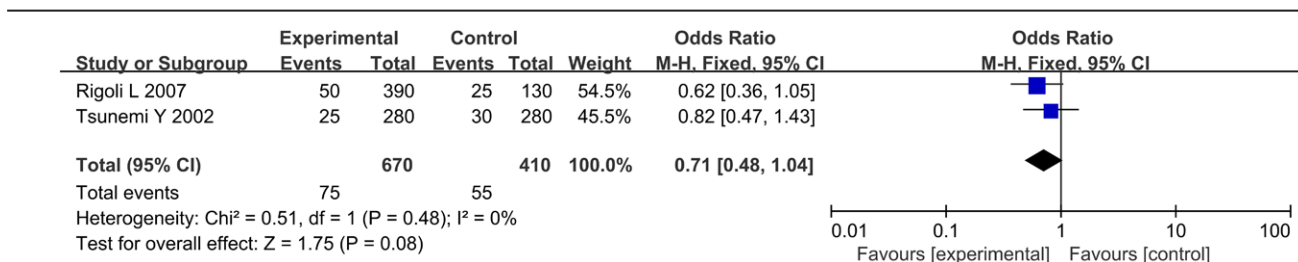 Experimental Control Odds Ratio Odds Ratio
Study or Subgroup Events Total Events Total Weight M-H, Fixed, 95% CI M-H, Fixed, 95% CI
Rigoli L 2007 50 390 25 130 54.5% 0.62 [0.36, 1.05]
Tsunemi Y 2002 25 280 30 280 45.5% 0.82 [0.47, 1.43]
Total (95% CI) 670 410 100.0% 0.71 [0.48, 1.04]
Total events 75 55
Heterogeneity: Chi² = 0.51, df = 1 (P = 0.48); I² = 0%
Test for overall effect: Z = 1.75 (P = 0.08)
0.01 0.1 1 10 100
Favours [experimental] Favours [control]